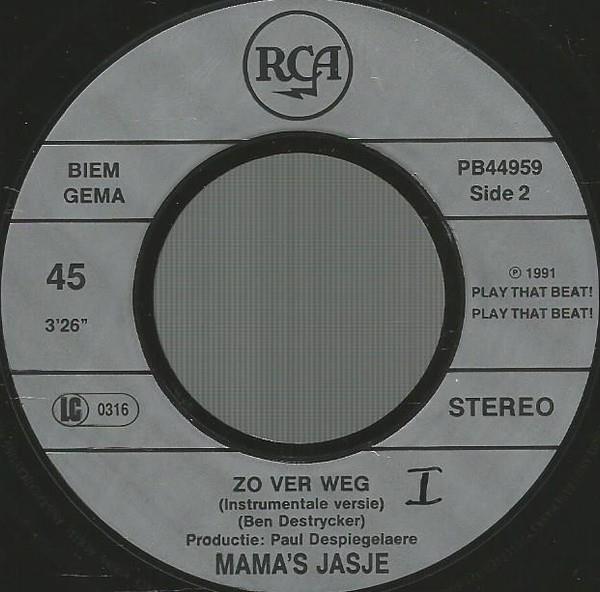 RCA
BIEM
GEMA
PB44959
Side 2
45
3'26"
℗ 1991
PLAY THAT BEAT!
PLAY THAT BEAT!
LC 0316
STEREO
ZO VER WEG
I
(Instrumentale versie)
(Ben Destrycker)
Productie: Paul Despiegelaere
MAMA'S JASJE